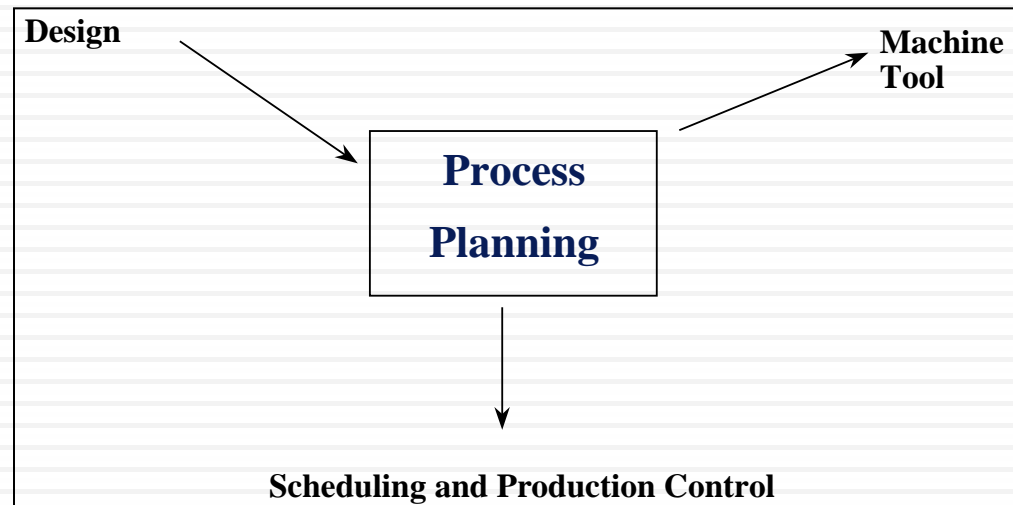 Design
Machine
Tool
Process
Planning
Scheduling and Production Control